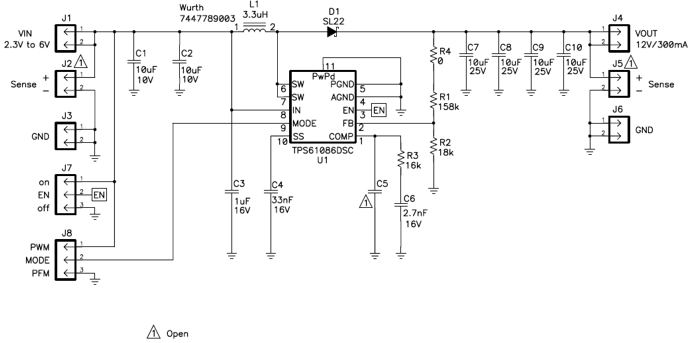 J1
VIN
2.3V to 6V
1
2
J2
1
Sense
+
–
1
2
J3
GND
1
2
J7
on
EN
off
1
2
3
EN
J8
PWM
MODE
PFM
1
2
3
Wurth
7447789003
L1
3.3uH
1
2
D1
SL22
C1
10uF
10V
C2
10uF
10V
C3
1uF
16V
C4
33nF
16V
11
PwPd
6
SW
7
SW
8
IN
9
MODE
10
SS
PGND
5
AGND
4
EN
3
FB
2
COMP
1
TPS61086DSC
U1
EN
R4
0
R1
158k
R2
18k
R3
16k
C5
1
C6
2.7nF
16V
C7
10uF
25V
C8
10uF
25V
C9
10uF
25V
C10
10uF
25V
J4
VOUT
12V/300mA
1
2
J5
1
+
–
Sense
1
2
J6
GND
1
2
1 Open